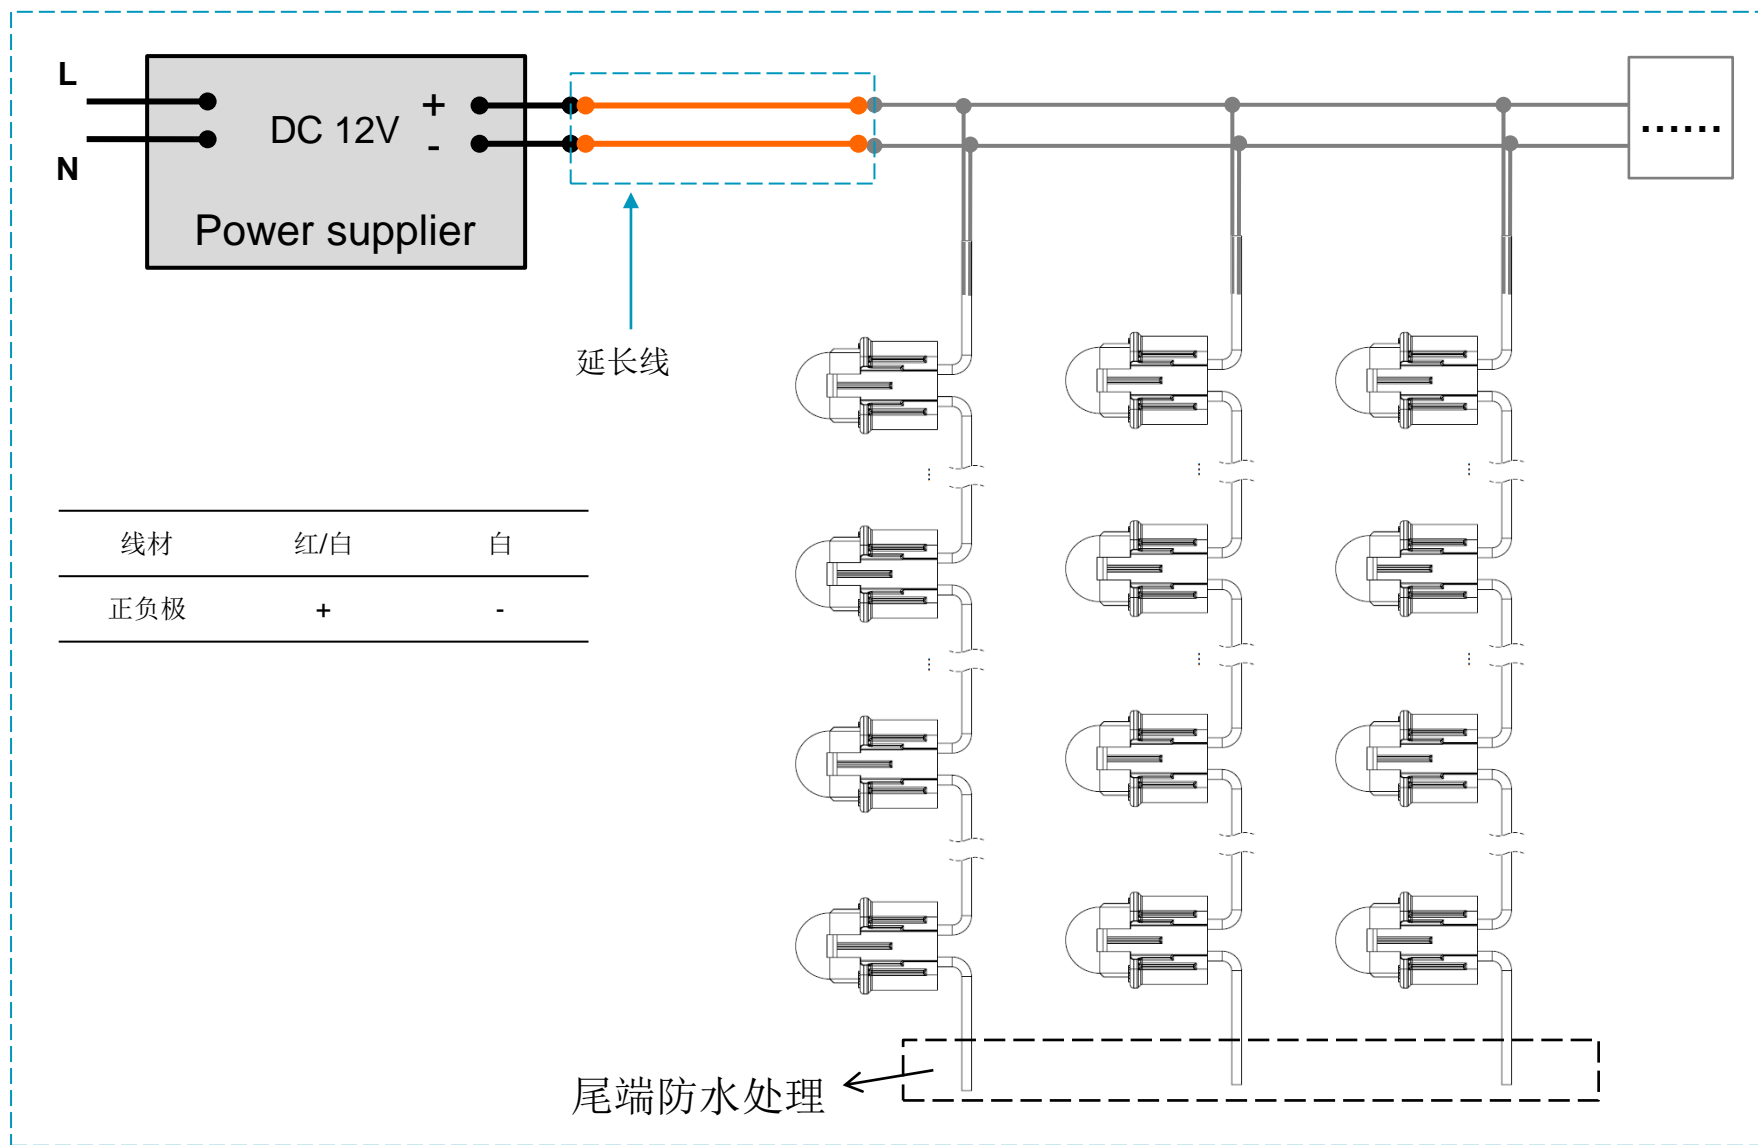 L
N
DC 12V
+
-
Power supplier
......
延长线
线材 红/白 白
正负极 + -
尾端防水处理